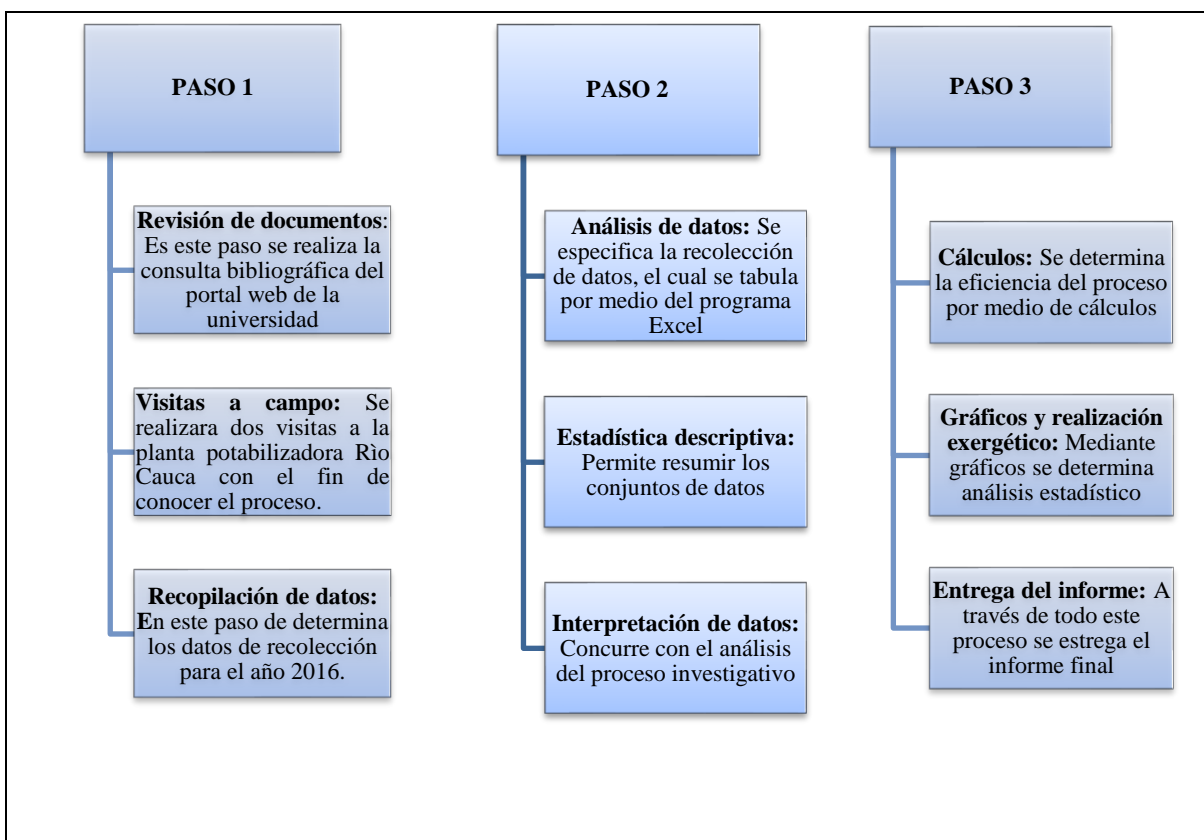 PASO 1
Revisión de documentos:
Es este paso se realiza la
consulta bibliográfica del
portal web de la
universidad
Visitas a campo: Se
realizara dos visitas a la
planta potabilizadora Rìo
Cauca con el fin de
conocer el proceso.
Recopilación de datos:
En este paso de determina
los datos de recolección
para el año 2016.
PASO 2
Análisis de datos: Se
especifica la recolección
de datos, el cual se tabula
por medio del programa
Excel
Estadística descriptiva:
Permite resumir los
conjuntos de datos
Interpretación de datos:
Concurre con el análisis
del proceso investigativo
PASO 3
Cálculos: Se determina
la eficiencia del proceso
por medio de cálculos
Gráficos y realización
exergético: Mediante
gráficos se determina
análisis estadístico
Entrega del informe: A
través de todo este
proceso se estrega el
informe final